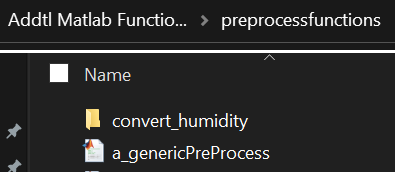 Addtl Matlab Functio... > preprocessfunctions
Name
convert_humidity
a_genericPreProcess